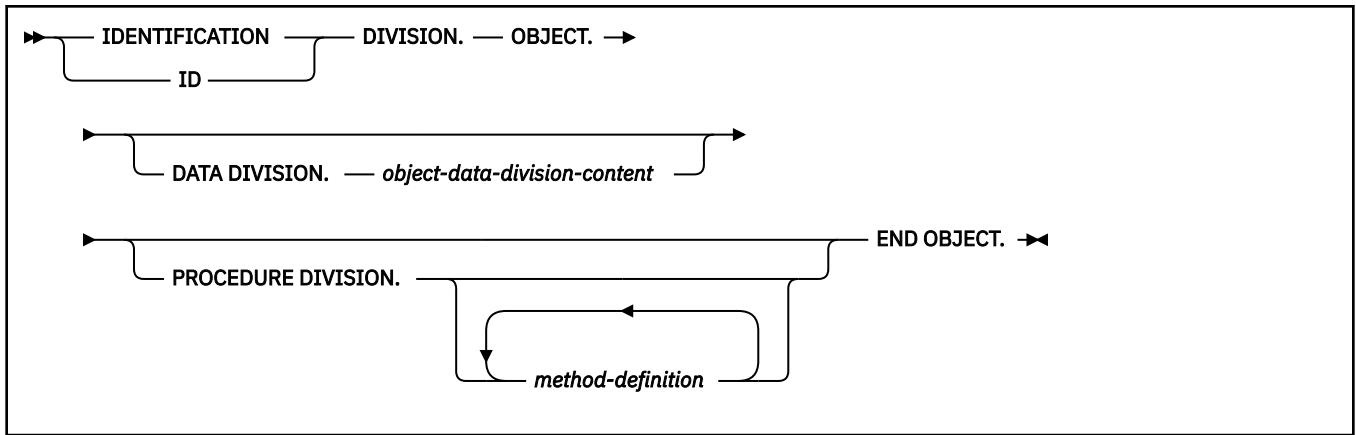 IDENTIFICATION DIVISION. OBJECT.
ID
DATA DIVISION. object-data-division-content
END OBJECT.
PROCEDURE DIVISION.
method-definition